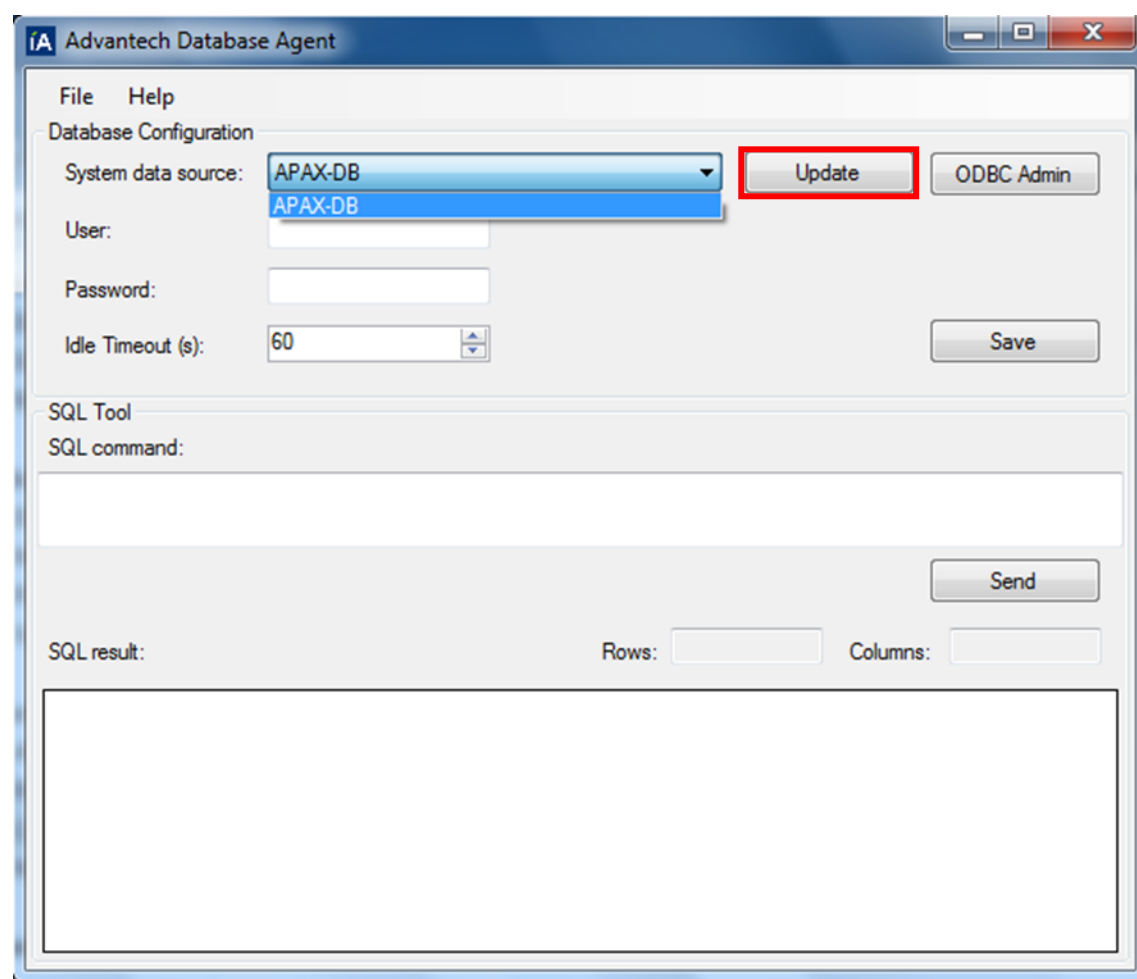 iA Advantech Database Agent
File Help
Database Configuration
System data source: APAX-DB Update ODBC Admin
APAX-DB
User:
Password:
Idle Timeout (s): 60 Save
SQL Tool
SQL command:
Send
SQL result: Rows: Columns: